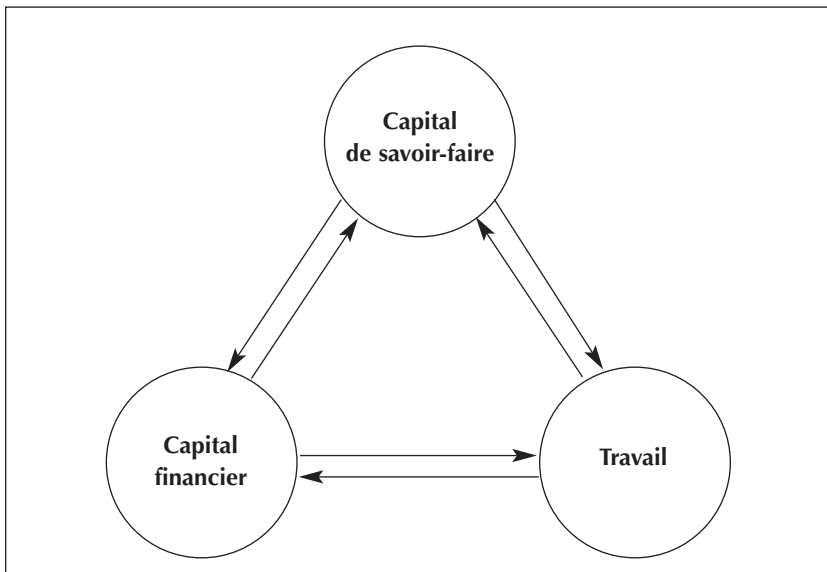 Capital
de savoir-faire
Capital
financier
Travail